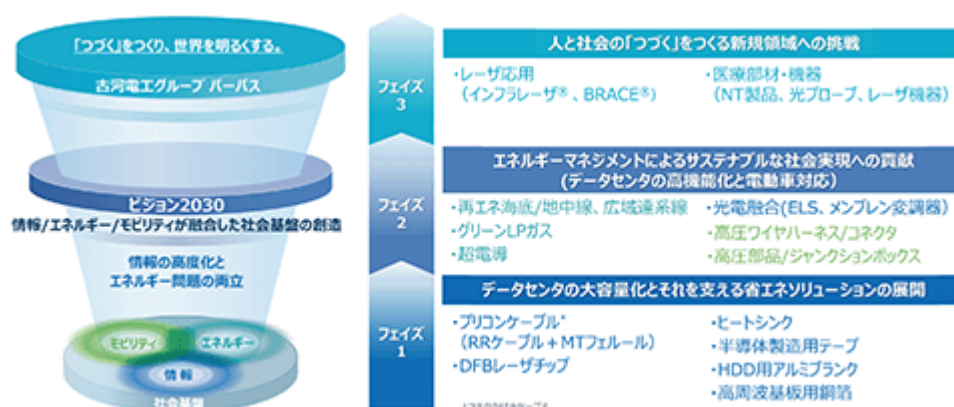 「つづく」をつくり、世界を明るくする。
古河電工グループ パーパス
ビジョン2030
情報/エネルギー/モビリティが融合した社会基盤の創造
情報の高度化と
エネルギー問題の両立
モビリティ
エネルギー
情報
社会基盤
フェイズ
3
人と社会の「つづく」をつくる新規領域への挑戦
・レーザ応用
(インフラレーザ®、BRACE®)
・医療部材・機器
(NT製品、光プローブ、レーザ機器)
フェイズ
2
エネルギーマネジメントによるサステナブルな社会実現への貢献
(データセンタの高機能化と電動車対応)
・再エネ海底/地中線、広域連系線
・グリーンLPガス
・超電導
・光電融合(ELS、メンブレン変調器)
・高圧ワイヤハーネス/コネクタ
・高圧部品/ジャンクションボックス
フェイズ
1
データセンタの大容量化とそれを支える省エネソリューションの展開
・プリコンケーブル*
(RRケーブル+MTフェルール)
・DFBレーザチップ
・ヒートシンク
・半導体製造用テープ
・HDD用アルミブランク
・高周波基板用銅箔